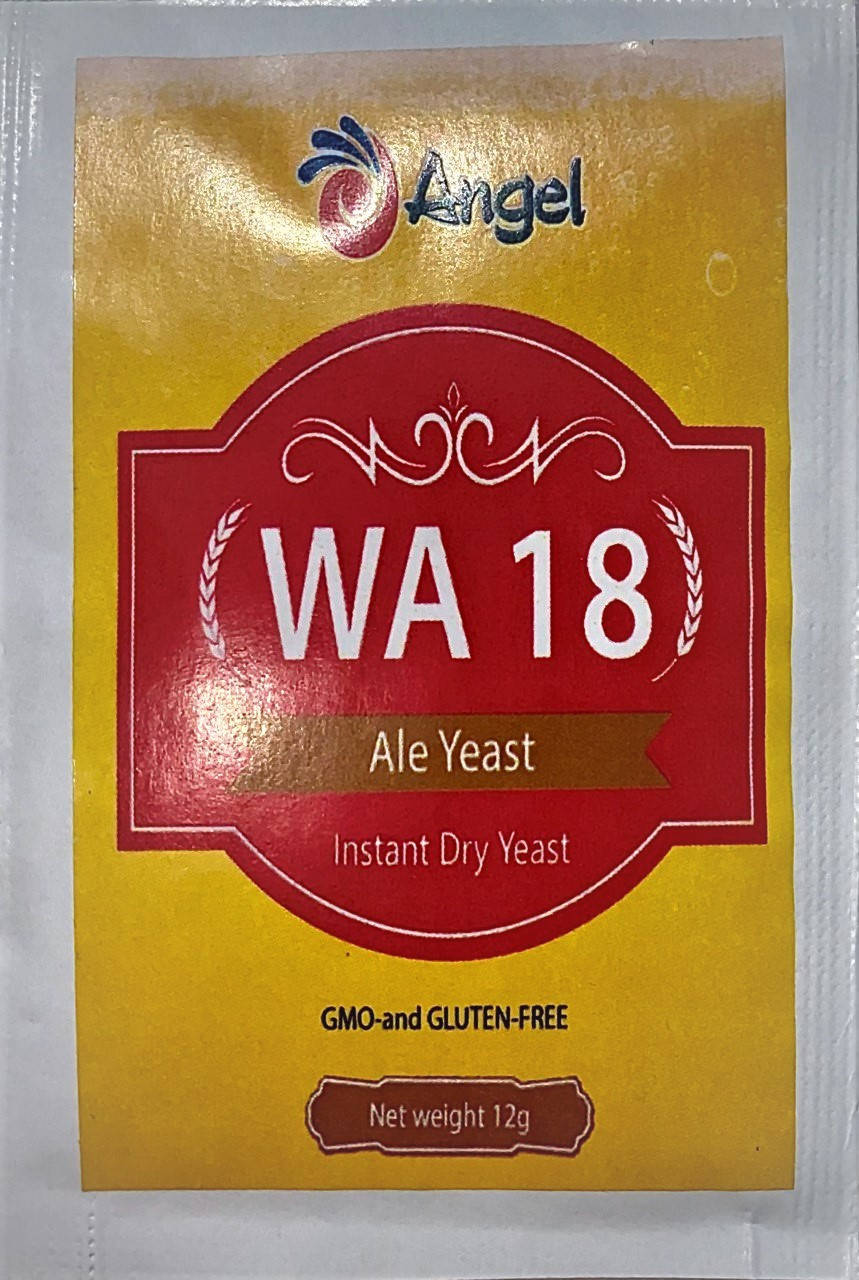 Angel
WA 18
Ale Yeast
Instant Dry Yeast
GMO-and GLUTEN-FREE
Net weight 12g